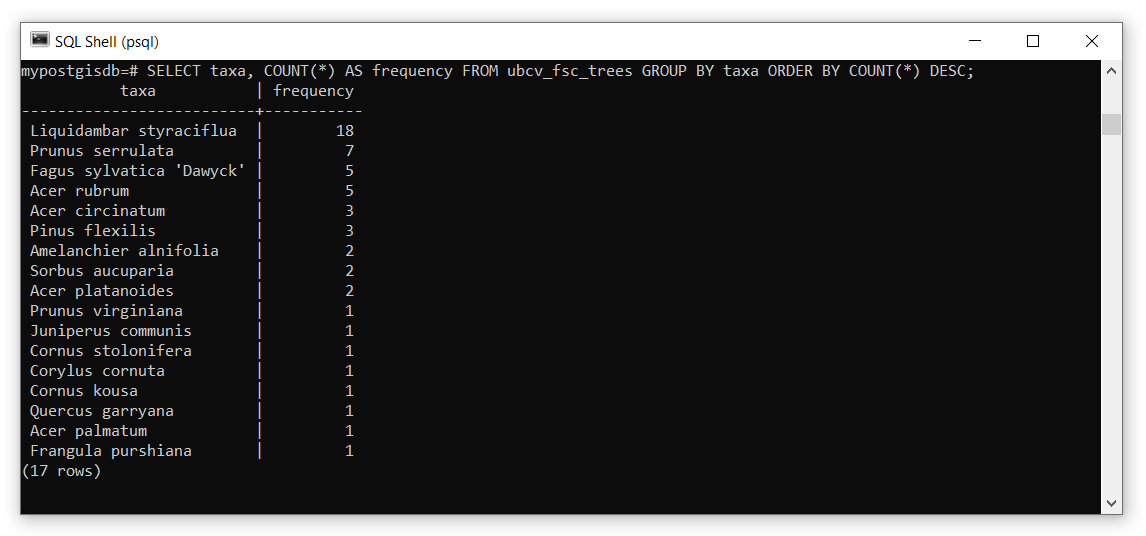 SQL Shell (psql)
mypostgisdb=# SELECT taxa, COUNT(*) AS frequency FROM ubcv_fsc_trees GROUP BY taxa ORDER BY COUNT(*) DESC;
           taxa           | frequency
--------------------------+-----------
 Liquidambar styraciflua  |        18
 Prunus serrulata         |         7
 Fagus sylvatica 'Dawyck' |         5
 Acer rubrum              |         5
 Acer circinatum          |         3
 Pinus flexilis           |         3
 Amelanchier alnifolia    |         2
 Sorbus aucuparia         |         2
 Acer platanoides         |         2
 Prunus virginiana        |         1
 Juniperus communis       |         1
 Cornus stolonifera       |         1
 Corylus cornuta          |         1
 Cornus kousa             |         1
 Quercus garryana         |         1
 Acer palmatum            |         1
 Frangula purshiana       |         1
(17 rows)